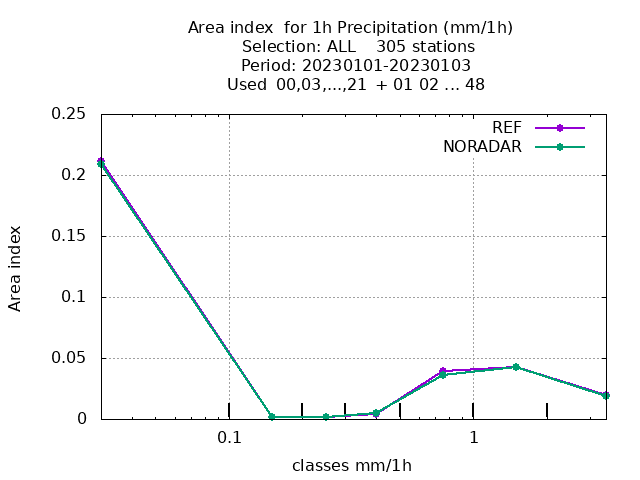 Area index  for 1h Precipitation (mm/1h)
Selection: ALL    305 stations
Period: 20230101-20230103
Used  00,03,...,21  + 01 02 ... 48
0.25
REF
NORADAR
0.2
0.15
Area index
0.1
0.05
0
0.1
1
classes mm/1h